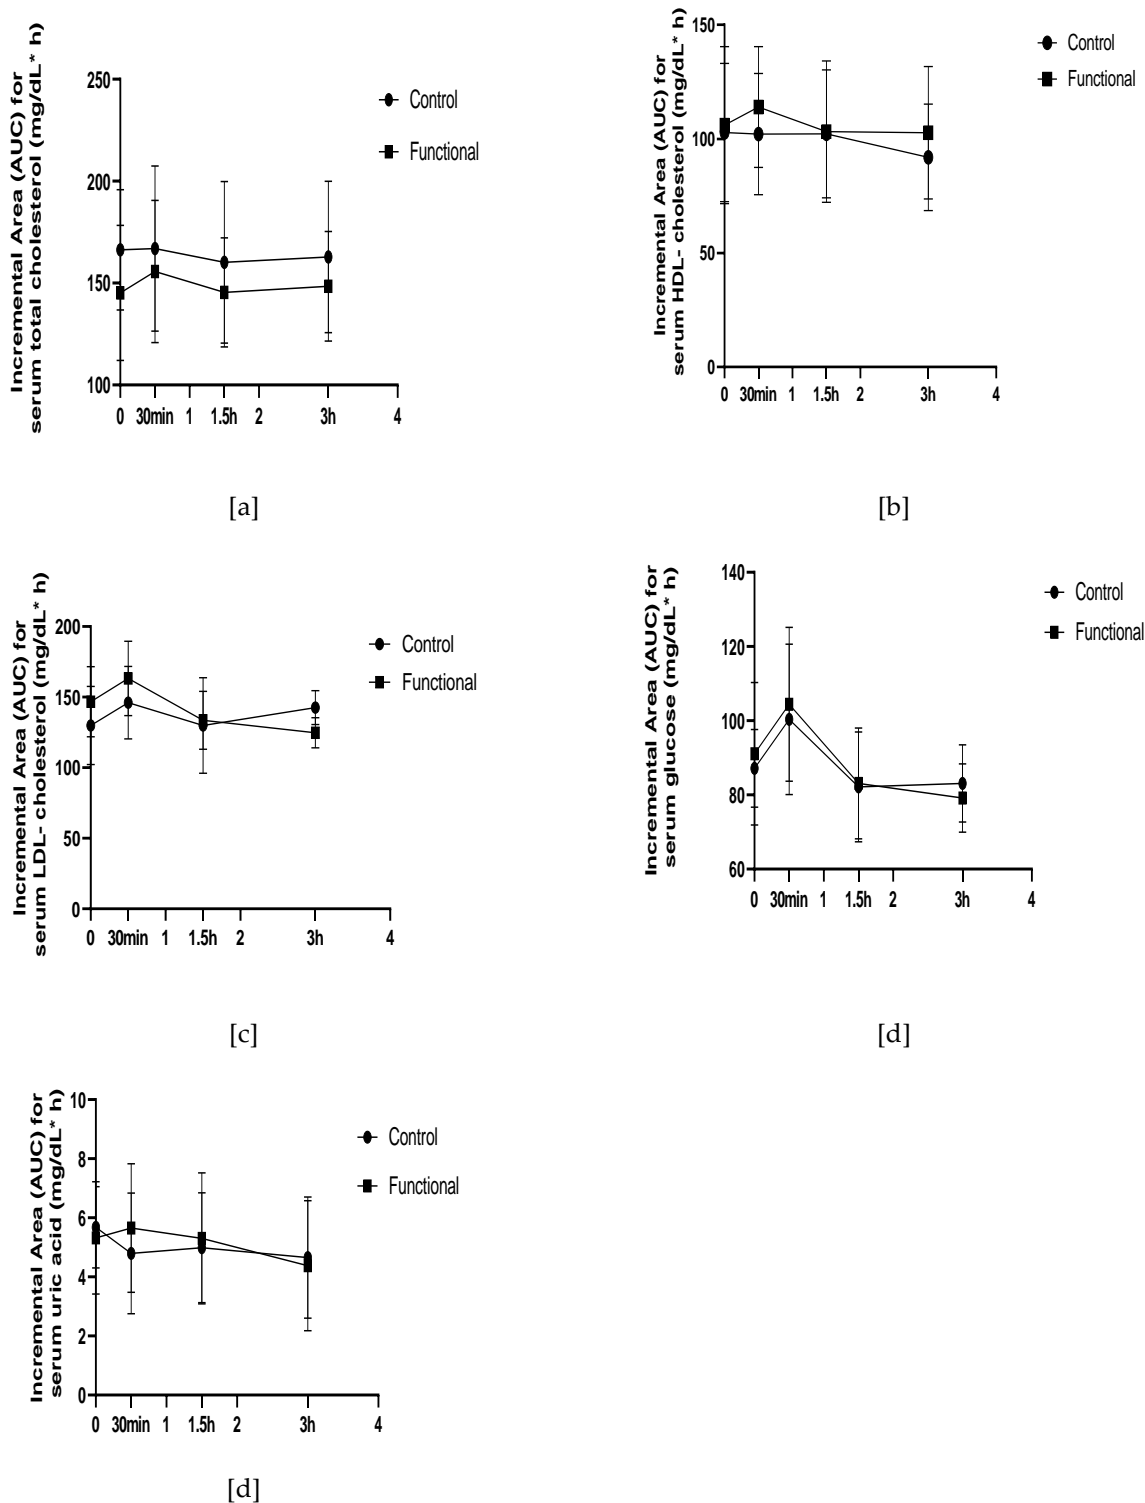 Incremental Area (AUC) for
serum total cholesterol (mg/dL* h)
250
200
150
100
0 30min 1 1.5h 2 3h 4
Control
Functional
[a]
Incremental Area (AUC) for
serum HDL- cholesterol (mg/dL* h)
150
100
50
0
0 30min 1 1.5h 2 3h 4
Control
Functional
[b]
Incremental Area (AUC) for
serum LDL- cholesterol (mg/dL* h)
200
150
100
50
0
0 30min 1 1.5h 2 3h 4
Control
Functional
[c]
Incremental Area (AUC) for
serum glucose (mg/dL* h)
140
120
100
80
60
0 30min 1 1.5h 2 3h 4
Control
Functional
[d]
Incremental Area (AUC) for
serum uric acid (mg/dL* h)
10
8
6
4
2
0
0 30min 1 1.5h 2 3h 4
Control
Functional
[d]